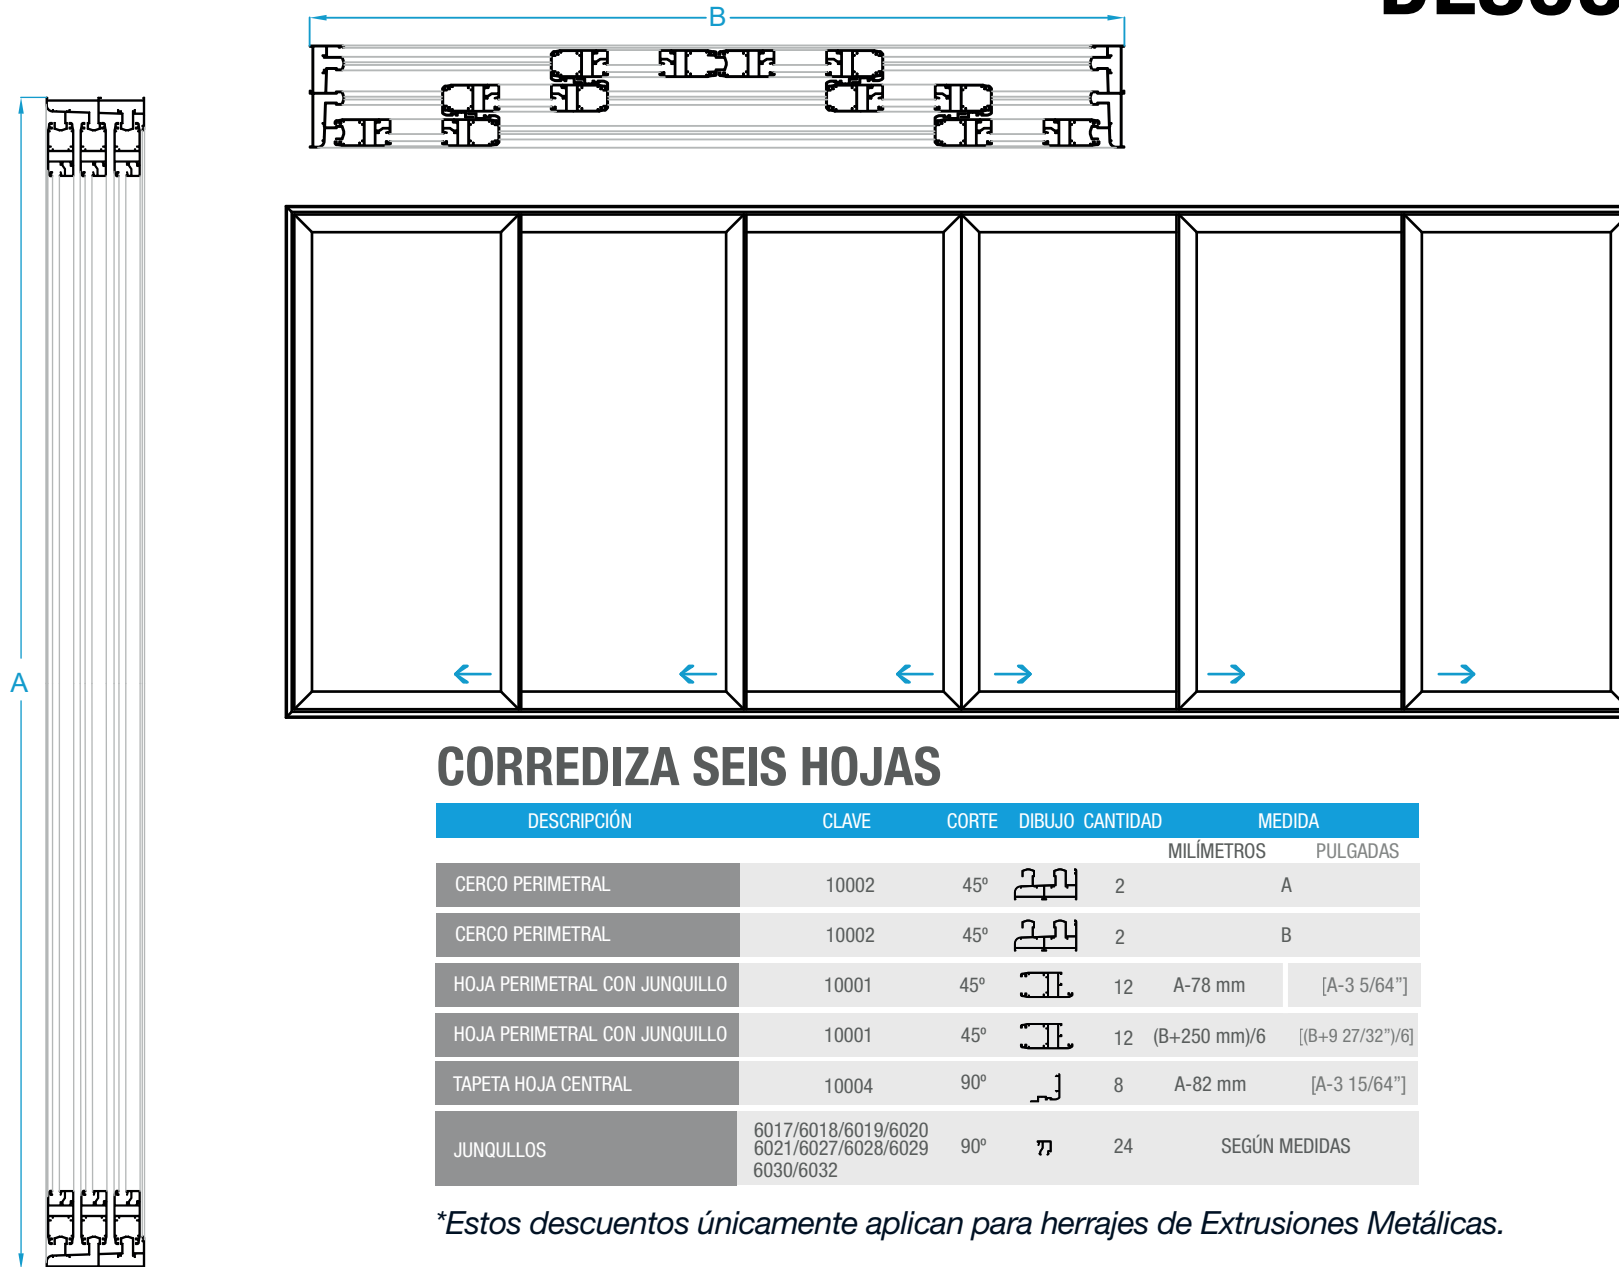 B
A
CORREDIZA SEIS HOJAS
DESCRIPCIÓN CLAVE CORTE DIBUJO CANTIDAD MEDIDA
MILÍMETROS PULGADAS
CERCO PERIMETRAL 10002 45º 2 A
CERCO PERIMETRAL 10002 45º 2 B
HOJA PERIMETRAL CON JUNQUILLO 10001 45º 12 A-78 mm [A-3 5/64”]
HOJA PERIMETRAL CON JUNQUILLO 10001 45º 12 (B+250 mm)/6 [(B+9 27/32”)/6]
TAPETA HOJA CENTRAL 10004 90º 8 A-82 mm [A-3 15/64”]
JUNQULLOS 6017/6018/6019/6020 90º 24 SEGÚN MEDIDAS
6021/6027/6028/6029
6030/6032
*Estos descuentos únicamente aplican para herrajes de Extrusiones Metálicas.